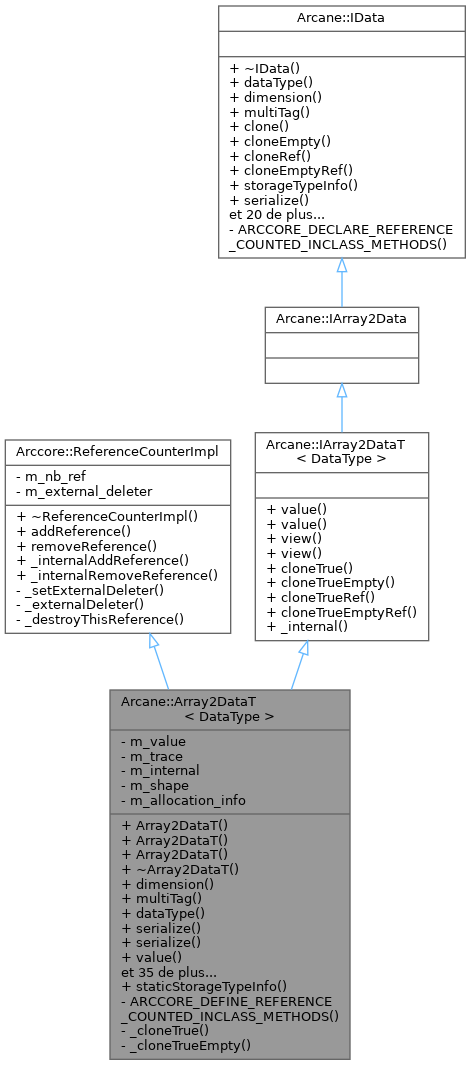 Arcane::IData
+ ~IData()
+ dataType()
+ dimension()
+ multiTag()
+ clone()
+ cloneEmpty()
+ cloneRef()
+ cloneEmptyRef()
+ storageTypeInfo()
+ serialize()
et 20 de plus...
- ARCCORE_DECLARE_REFERENCE
_COUNTED_INCLASS_METHODS()
Arcane::IArray2Data
Arccore::ReferenceCounterImpl
- m_nb_ref
- m_external_deleter
+ ~ReferenceCounterImpl()
+ addReference()
+ removeReference()
+ _internalAddReference()
+ _internalRemoveReference()
- _setExternalDeleter()
- _externalDeleter()
- _destroyThisReference()
Arcane::IArray2DataT
< DataType >
+ value()
+ value()
+ view()
+ view()
+ cloneTrue()
+ cloneTrueEmpty()
+ cloneTrueRef()
+ cloneTrueEmptyRef()
+ _internal()
Arcane::Array2DataT
< DataType >
- m_value
- m_trace
- m_internal
- m_shape
- m_allocation_info
+ Array2DataT()
+ Array2DataT()
+ Array2DataT()
+ ~Array2DataT()
+ dimension()
+ multiTag()
+ dataType()
+ serialize()
+ serialize()
+ value()
et 35 de plus...
+ staticStorageTypeInfo()
- ARCCORE_DEFINE_REFERENCE
_COUNTED_INCLASS_METHODS()
- _cloneTrue()
- _cloneTrueEmpty()